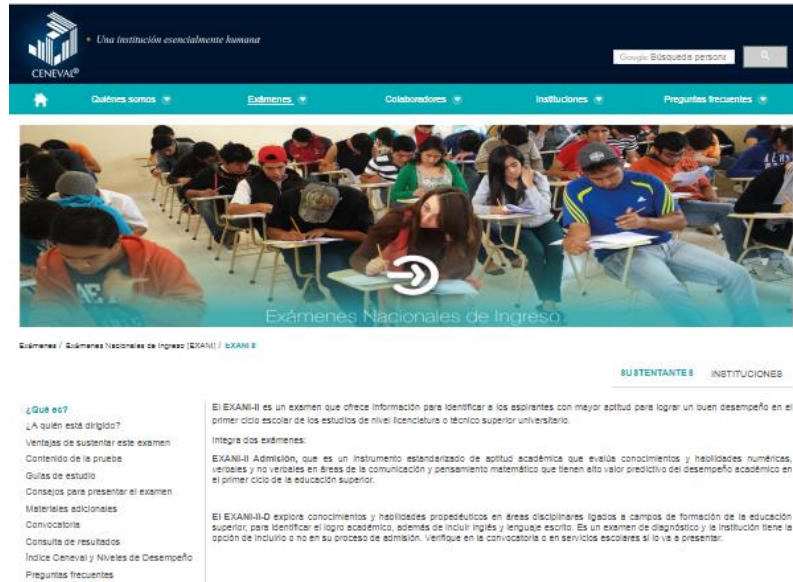 Una institución esencialmente humana
CENEVAL®
Google Búsqueda persona
Quiénes somos
Exámenes
Colaboradores
Instituciones
Preguntas frecuentes
Exámenes Nacionales de Ingreso
Exámenes / Exámenes Nacionales de Ingreso (EXANI) / EXANI II
SUSTENTANTES INSTITUCIONES
¿Qué es?
¿A quién está dirigido?
Ventajas de sustentar este examen
Contenido de la prueba
Guías de estudio
Consejos para presentar el examen
Materiales adicionales
Convocatoria
Consulta de resultados
Índice Ceneval y Niveles de Desempeño
Preguntas frecuentes
El EXANI-II es un examen que ofrece información para identificar a los aspirantes con mayor aptitud para lograr un buen desempeño en el
primer ciclo escolar de los estudios de nivel licenciatura o técnico superior universitario.
Integra dos exámenes:
EXANI-II Admisión, que es un instrumento estandarizado de aptitud académica que evalúa conocimientos y habilidades numéricas,
verbales y no verbales en áreas de la comunicación y pensamiento matemático que tienen alto valor predictivo del desempeño académico en
el primer ciclo de la educación superior.
El EXANI-II-D explora conocimientos y habilidades propedéuticos en áreas disciplinares ligados a campos de formación de la educación
superior, para identificar el logro académico, además de incluir inglés y lenguaje escrito. Es un examen de diagnóstico y la institución tiene la
opción de incluirlo o no en su proceso de admisión. Verifique en la convocatoria o en servicios escolares si lo va a presentar.